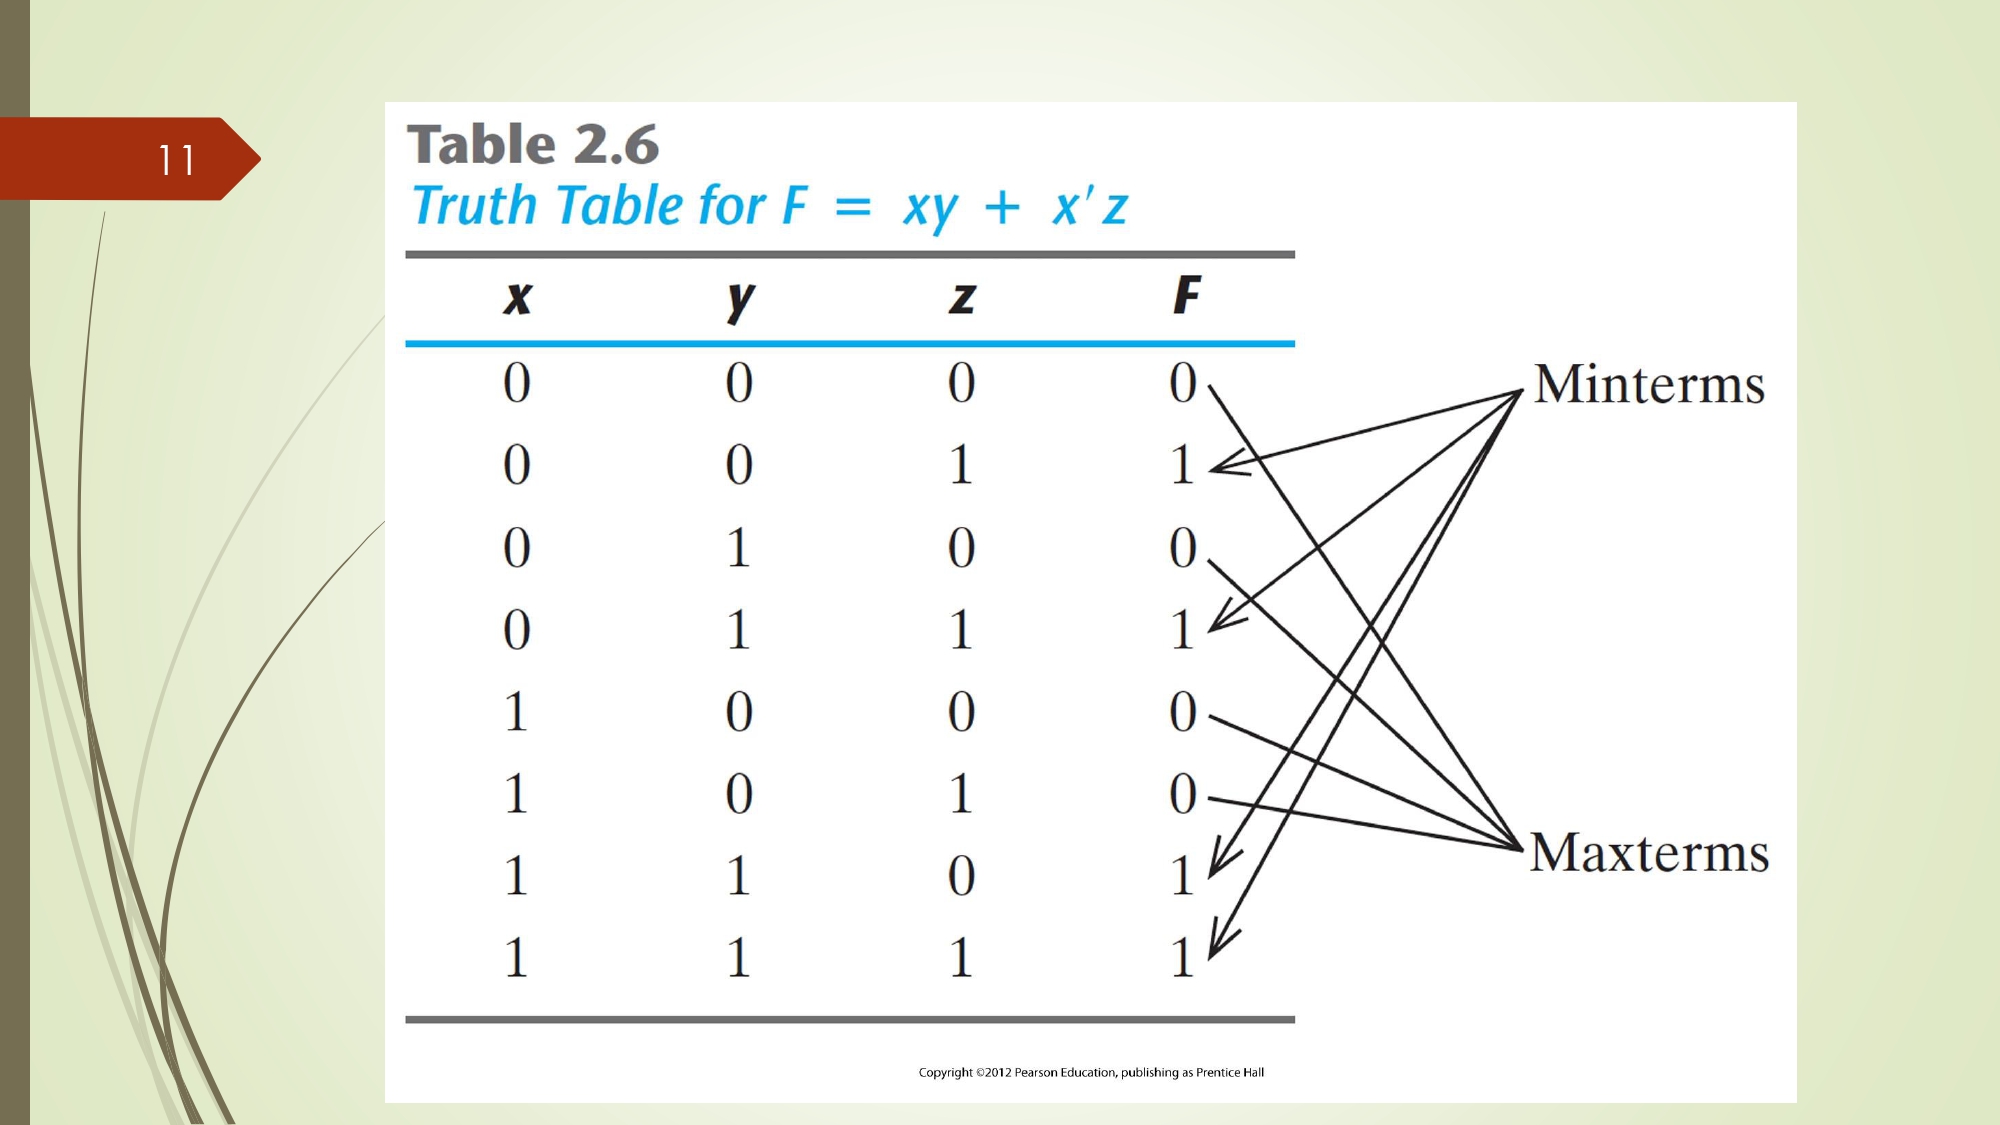 11
Table 2.6
Truth Table for F = xy + x′z
x y z F
0 0 0 0
0 0 1 1
0 1 0 0
0 1 1 1
1 0 0 0
1 0 1 0
1 1 0 1
1 1 1 1
Minterms
Maxterms
Copyright ©2012 Pearson Education, publishing as Prentice Hall